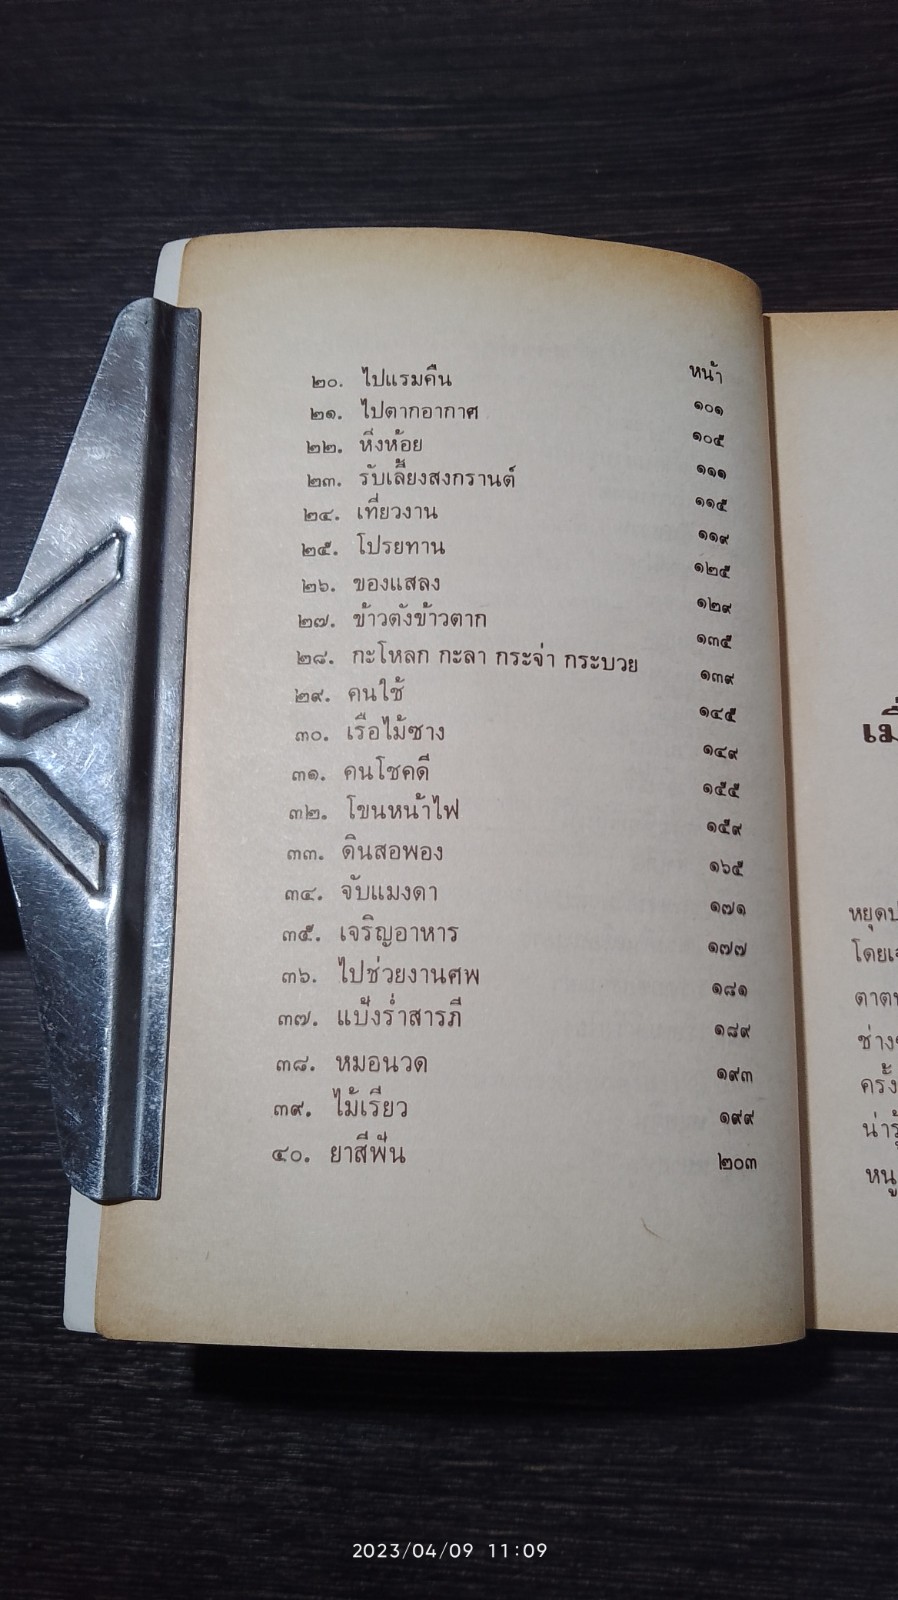 หน้า
๒๐. ไปแรมคืน ๑๐๑
๒๑. ไปตากอากาศ ๑๐๕
๒๒. หิ่งห้อย ๑๑๑
๒๓. รับเลี้ยงสงกรานต์ ๑๑๕
๒๔. เที่ยวงาน ๑๑๙
๒๕. โปรยทาน ๑๒๕
๒๖. ของแสลง ๑๒๙
๒๗. ข้าวตังข้าวตาก ๑๓๕
๒๘. กะโหลก กะลา กระจ่า กระบวย ๑๓๙
๒๙. คนใช้ ๑๔๕
๓๐. เรือไม้ซาง ๑๔๙
๓๑. คนโชคดี ๑๕๕
๓๒. โขนหน้าไฟ ๑๕๙
๓๓. ดินสอพอง ๑๖๕
๓๔. จับแมงดา ๑๗๑
๓๕. เจริญอาหาร ๑๗๗
๓๖. ไปช่วยงานศพ ๑๘๑
๓๗. แป้งร่ำสารภี ๑๘๙
๓๘. หมอนวด ๑๙๓
๓๙. ไม้เรียว ๑๙๙
๔๐. ยาสีฟัน ๒๐๓
หยุด
โดย
ช่าง
ครั้ง
น่ารู้
หนู
2023/04/09 11:09